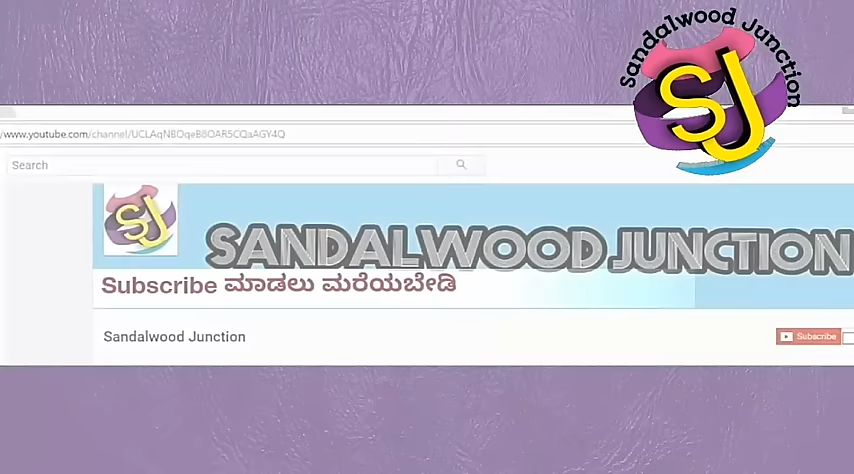 Sandalwood Junction
SJ
www.youtube.com/channel/UCLAqNBOqeB8OAR5CQaAGY4Q
Search
SJ
SANDALWOOD JUNCTION
Subscribe ಮಾಡಲು ಮರೆಯಬೇಡಿ
Sandalwood Junction
Subscribe